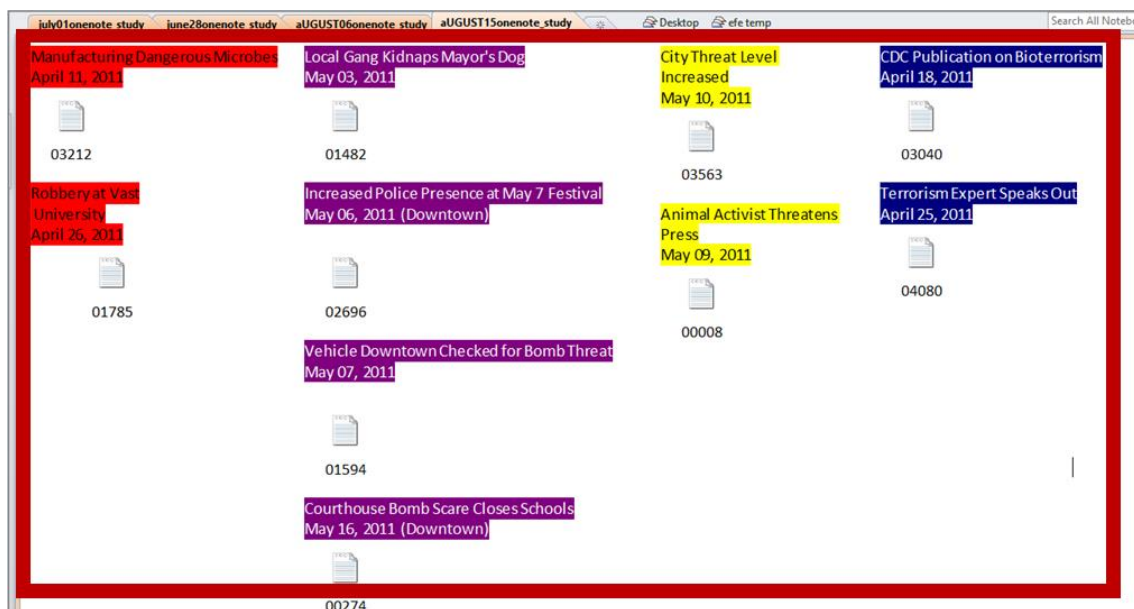 july01onenote_study
june28onenote_study
aUGUST06onenote_study
aUGUST15onenote_study
Desktop
efe temp
Search All Notebo
Manufacturing Dangerous Microbes
April 11, 2011
03212
Robbery at Vast
University
April 26, 2011
01785
Local Gang Kidnaps Mayor's Dog
May 03, 2011
01482
Increased Police Presence at May 7 Festival
May 06, 2011 (Downtown)
02696
Vehicle Downtown Checked for Bomb Threat
May 07, 2011
01594
Courthouse Bomb Scare Closes Schools
May 16, 2011 (Downtown)
00274
City Threat Level
Increased
May 10, 2011
03563
Animal Activist Threatens
Press
May 09, 2011
00008
CDC Publication on Bioterrorism
April 18, 2011
03040
Terrorism Expert Speaks Out
April 25, 2011
04080